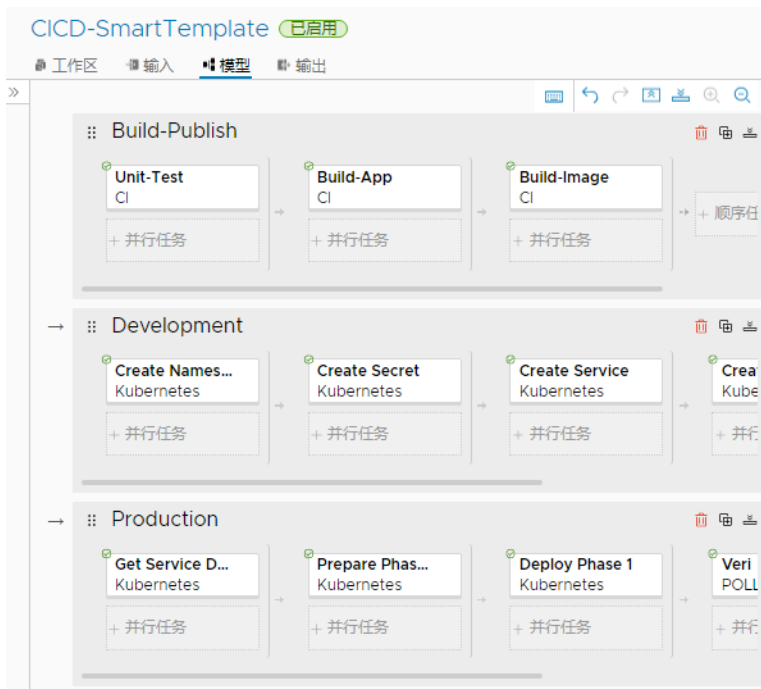 CICD-SmartTemplate 已启用
工作区 输入 模型 输出
Build-Publish
Unit-Test Build-App Build-Image
CI CI CI
+ 顺序任
+ 并行任务 + 并行任务 + 并行任务
Development
Create Names... Create Secret Create Service Crea
Kubernetes Kubernetes Kubernetes Kube
+ 并行任务 + 并行任务 + 并行任务 + 并行
Production
Get Service D... Prepare Phas... Deploy Phase 1 Veri
Kubernetes Kubernetes Kubernetes POLL
+ 并行任务 + 并行任务 + 并行任务 + 并行